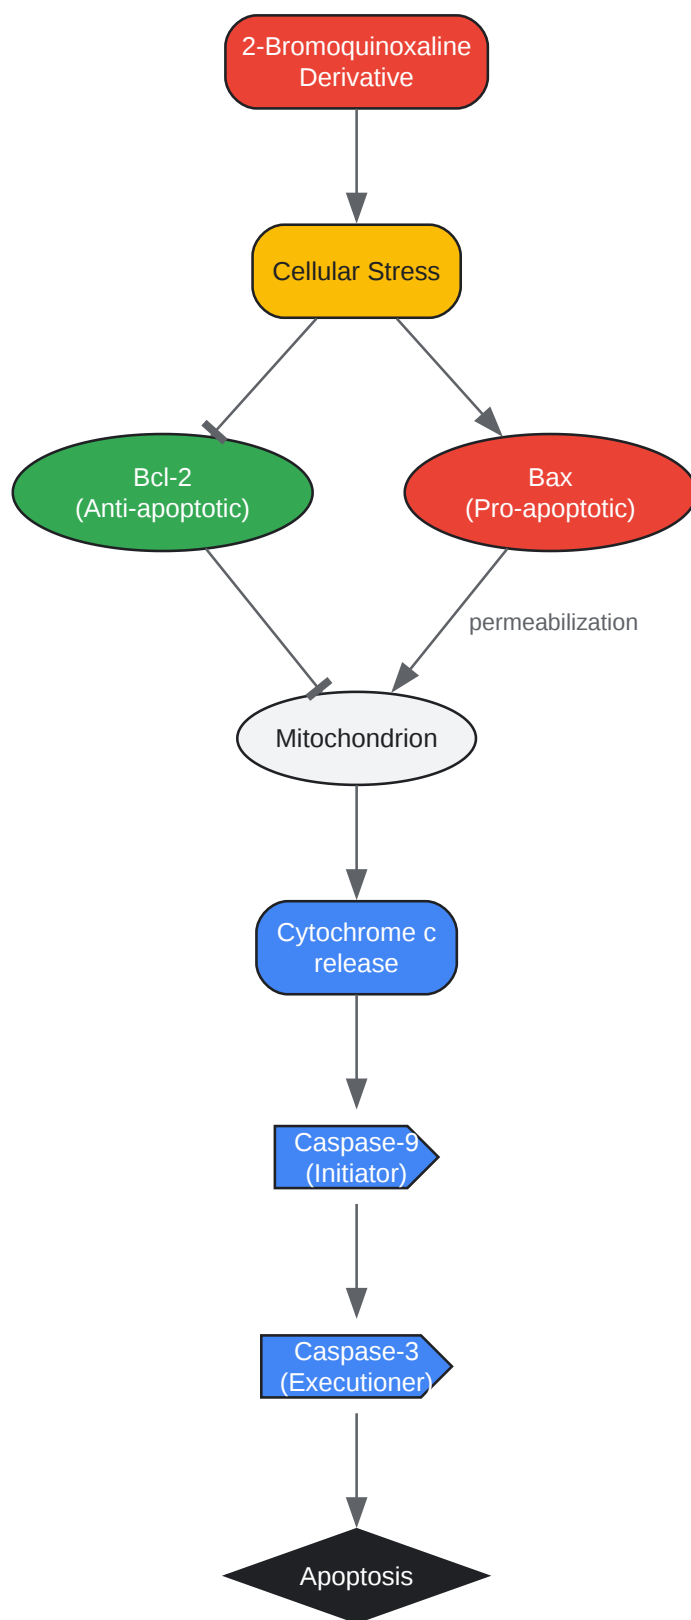 2-Bromoquinoxaline
Derivative
Cellular Stress
Bcl-2
(Anti-apoptotic)
Bax
(Pro-apoptotic)
permeabilization
Mitochondrion
Cytochrome c
release
Caspase-9
(Initiator)
Caspase-3
(Executioner)
Apoptosis